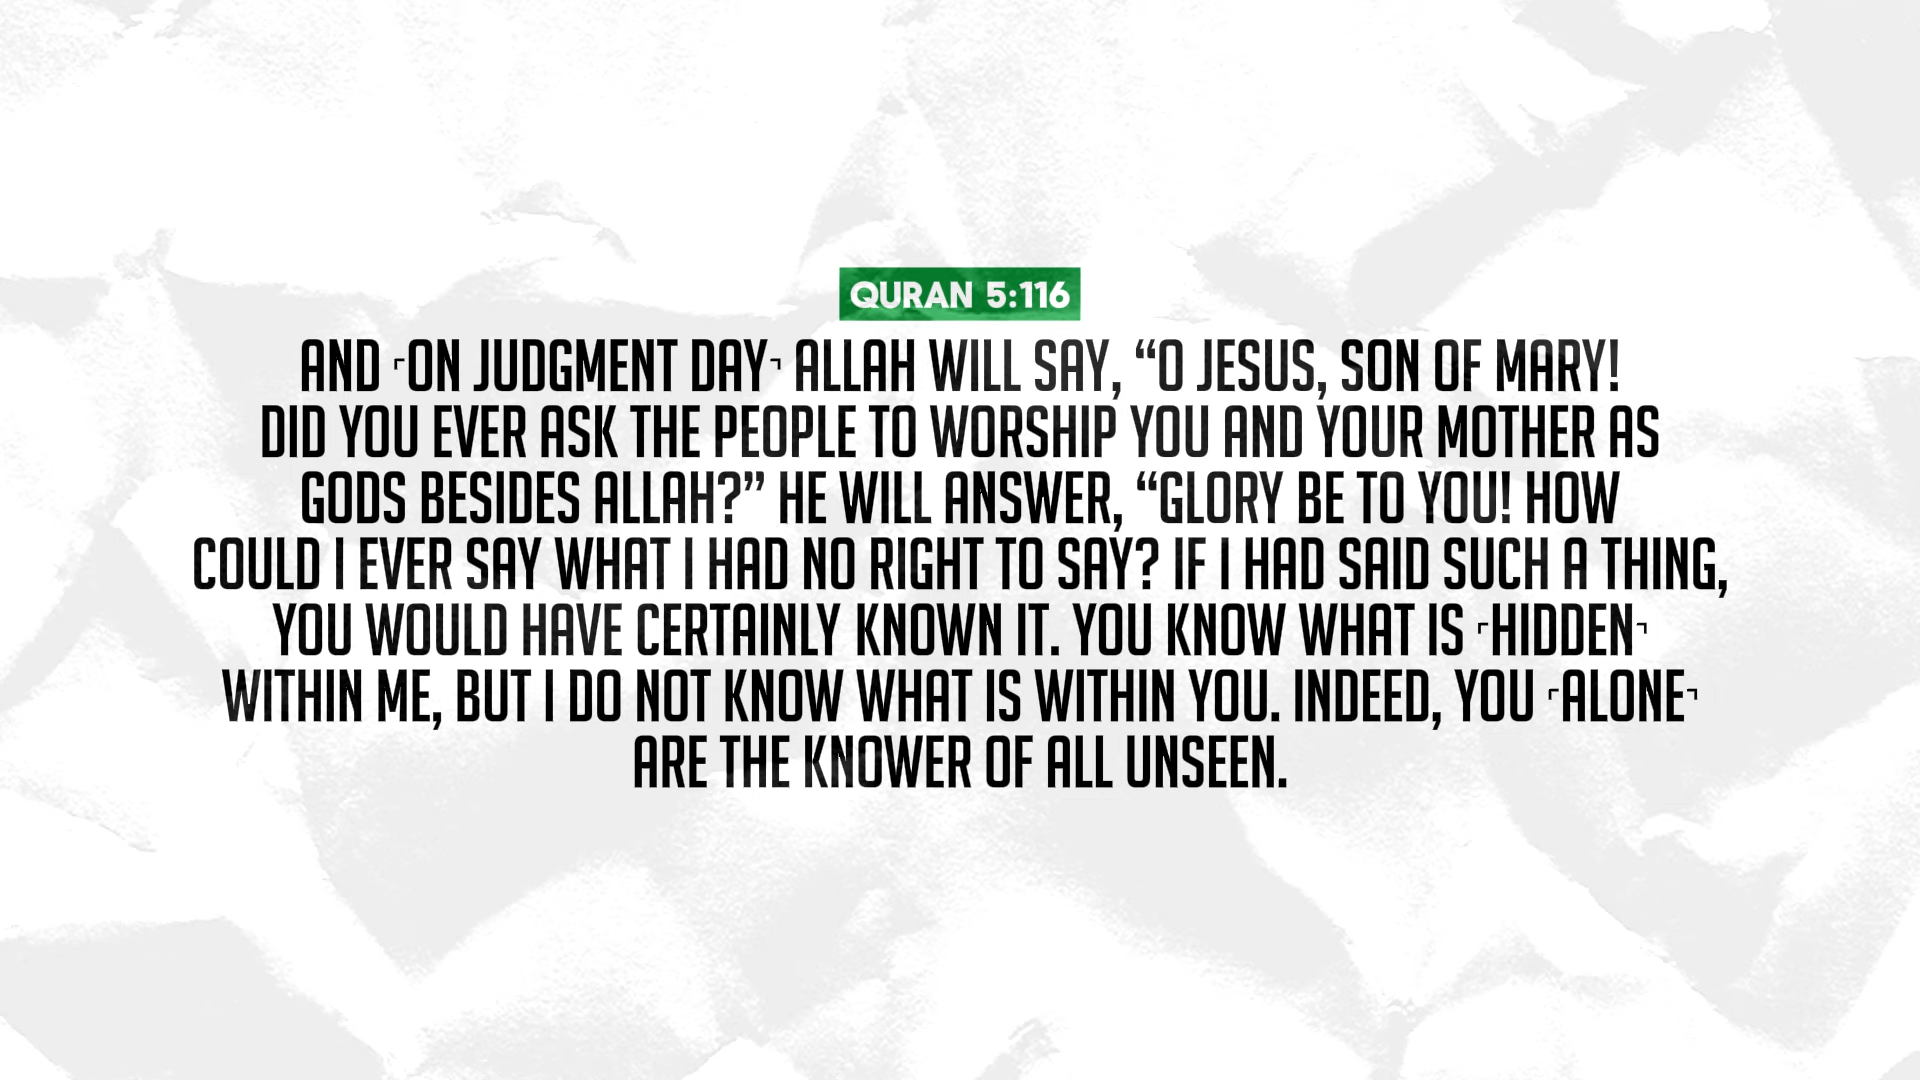 QURAN 5:116
AND ⌜ON JUDGMENT DAY⌝ ALLAH WILL SAY, “O JESUS, SON OF MARY!
DID YOU EVER ASK THE PEOPLE TO WORSHIP YOU AND YOUR MOTHER AS
GODS BESIDES ALLAH?” HE WILL ANSWER, “GLORY BE TO YOU! HOW
COULD I EVER SAY WHAT I HAD NO RIGHT TO SAY? IF I HAD SAID SUCH A THING,
YOU WOULD HAVE CERTAINLY KNOWN IT. YOU KNOW WHAT IS ⌜HIDDEN⌝
WITHIN ME, BUT I DO NOT KNOW WHAT IS WITHIN YOU. INDEED, YOU ⌜ALONE⌝
ARE THE KNOWER OF ALL UNSEEN.